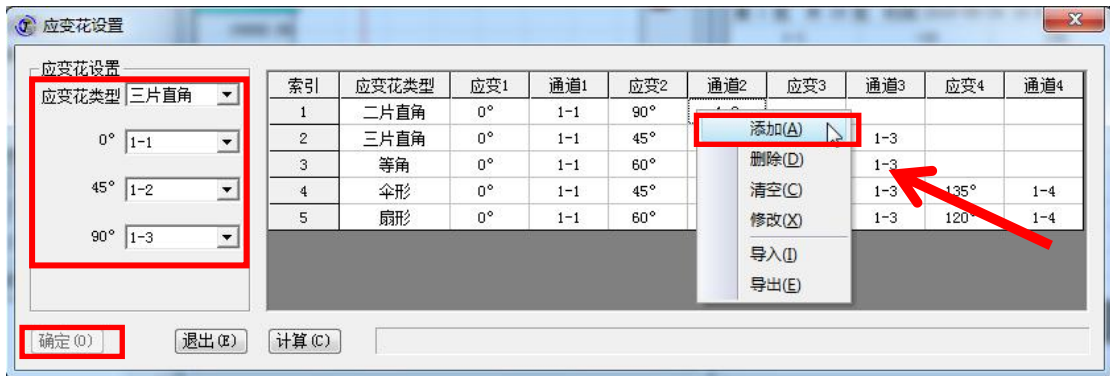 应变花设置
应变花设置
应变花类型 三片直角
0° 1-1
45° 1-2
90° 1-3
索引 应变花类型 应变1 通道1 应变2 通道2 应变3 通道3 应变4 通道4
1 二片直角 0° 1-1 90°
2 三片直角 0° 1-1 45° 1-3
3 等角 0° 1-1 60° 1-3
4 伞形 0° 1-1 45° 1-3 135° 1-4
5 扇形 0° 1-1 60° 1-3 120° 1-4
添加(A)
删除(D)
清空(C)
修改(X)
导入(I)
导出(E)
确定(O) 退出(E) 计算(C)